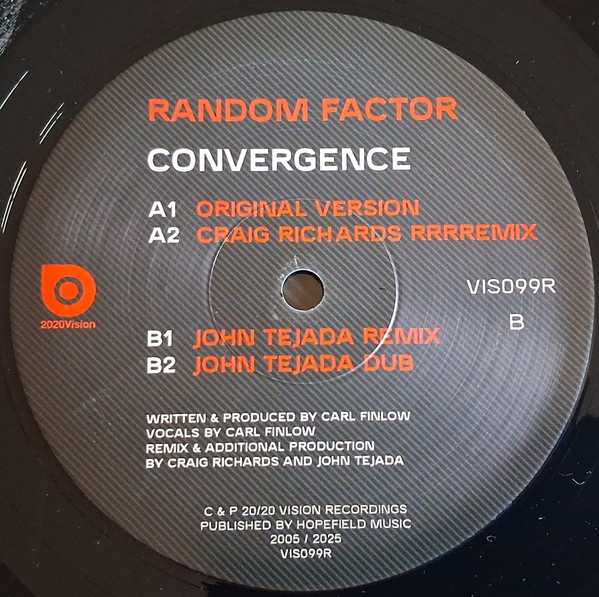 RANDOM FACTOR
CONVERGENCE
A1 ORIGINAL VERSION
A2 CRAIG RICHARDS RRRREMIX
2020Vision
VIS099R
B
B1 JOHN TEJADA REMIX
B2 JOHN TEJADA DUB
WRITTEN & PRODUCED BY CARL FINLOW
VOCALS BY CARL FINLOW
REMIX & ADDITIONAL PRODUCTION
BY CRAIG RICHARDS AND JOHN TEJADA
C & P 20/20 VISION RECORDINGS
PUBLISHED BY HOPEFIELD MUSIC
2005 / 2025
VIS099R